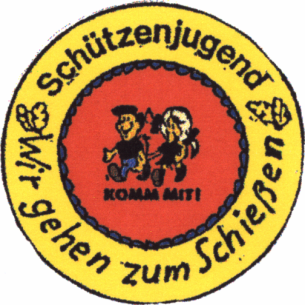 Schützenjugend
KOMM MIT!
Wir gehen zum Schießen